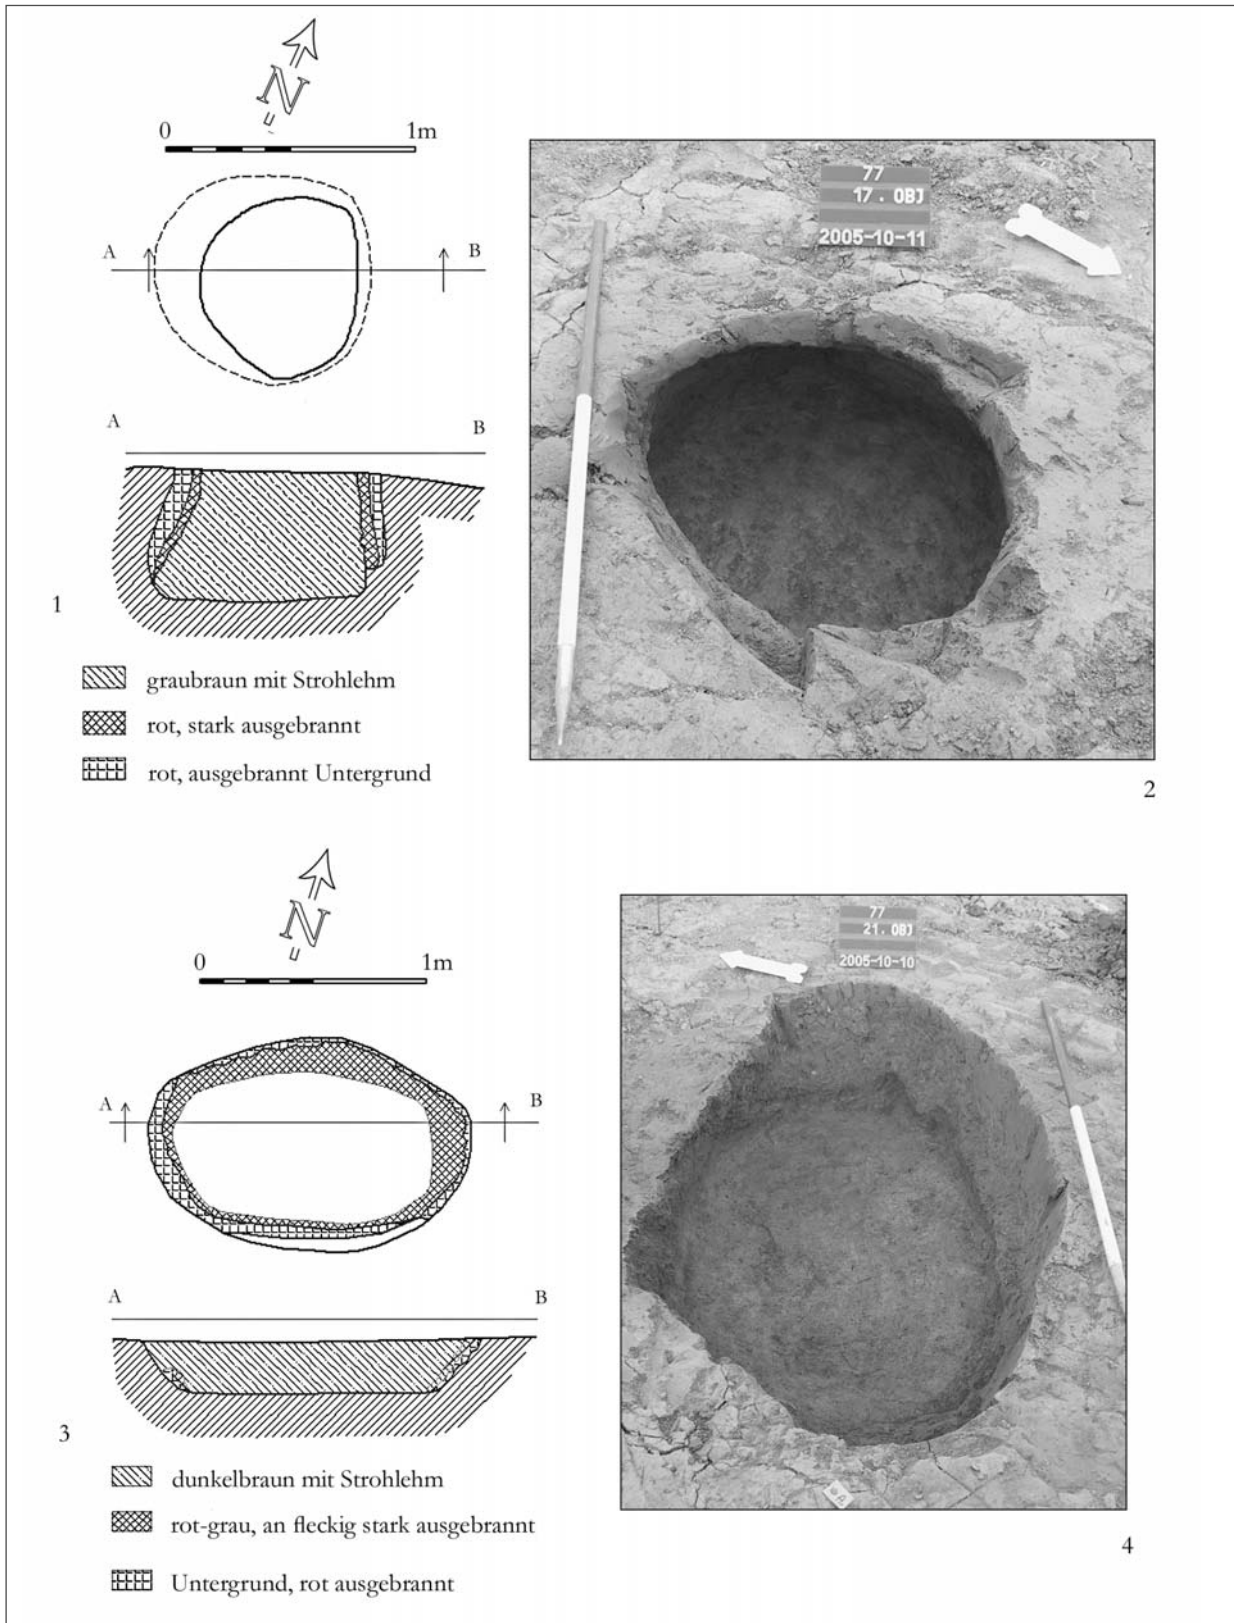 N
0 1m
A B
A B
1
graubraun mit Strohlehm
rot, stark ausgebrannt
rot, ausgebrannt Untergrund
77
17. OBJ
2005-10-11
2
N
0 1m
A B
A B
3
dunkelbraun mit Strohlehm
rot-grau, an fleckig stark ausgebrannt
Untergrund, rot ausgebrannt
77
21. OBJ
2005-10-10
4